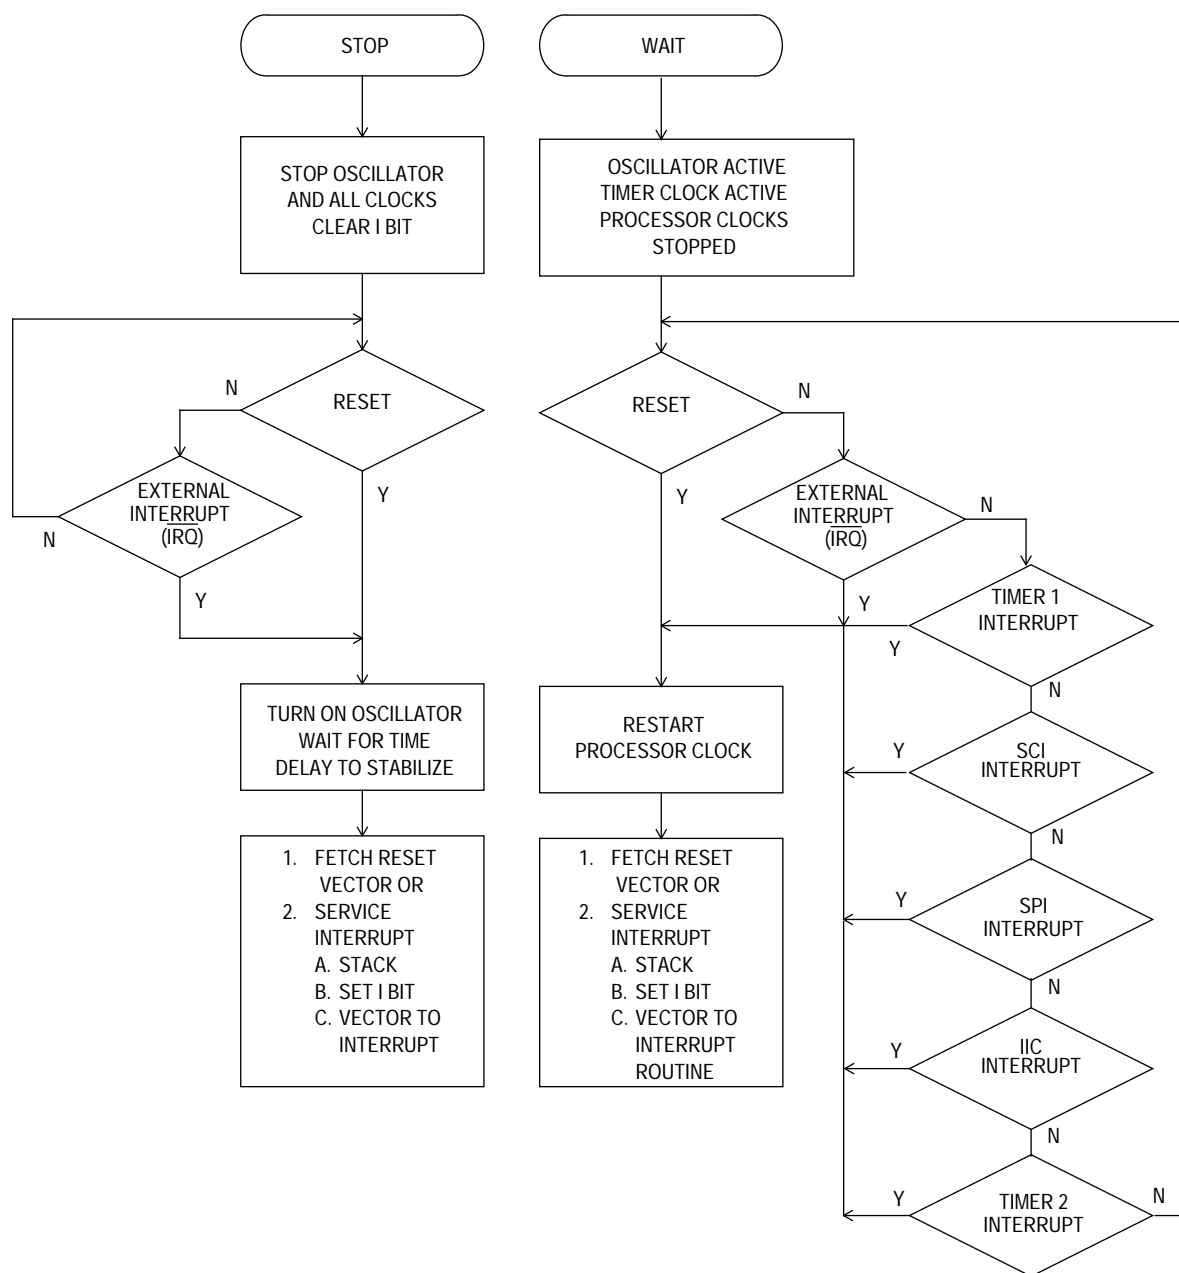 STOP
STOP OSCILLATOR
AND ALL CLOCKS
CLEAR I BIT
RESET
N
Y
EXTERNAL
INTERRUPT
(IRQ)
N
Y
TURN ON OSCILLATOR
WAIT FOR TIME
DELAY TO STABILIZE
1. FETCH RESET
VECTOR OR
2. SERVICE
INTERRUPT
A. STACK
B. SET I BIT
C. VECTOR TO
INTERRUPT
WAIT
OSCILLATOR ACTIVE
TIMER CLOCK ACTIVE
PROCESSOR CLOCKS
STOPPED
RESET
N
Y
EXTERNAL
INTERRUPT
(IRQ)
N
Y
TIMER 1
INTERRUPT
Y
N
SCI
INTERRUPT
Y
N
SPI
INTERRUPT
Y
N
IIC
INTERRUPT
Y
N
TIMER 2
INTERRUPT
Y
N
RESTART
PROCESSOR CLOCK
1. FETCH RESET
VECTOR OR
2. SERVICE
INTERRUPT
A. STACK
B. SET I BIT
C. VECTOR TO
INTERRUPT
ROUTINE